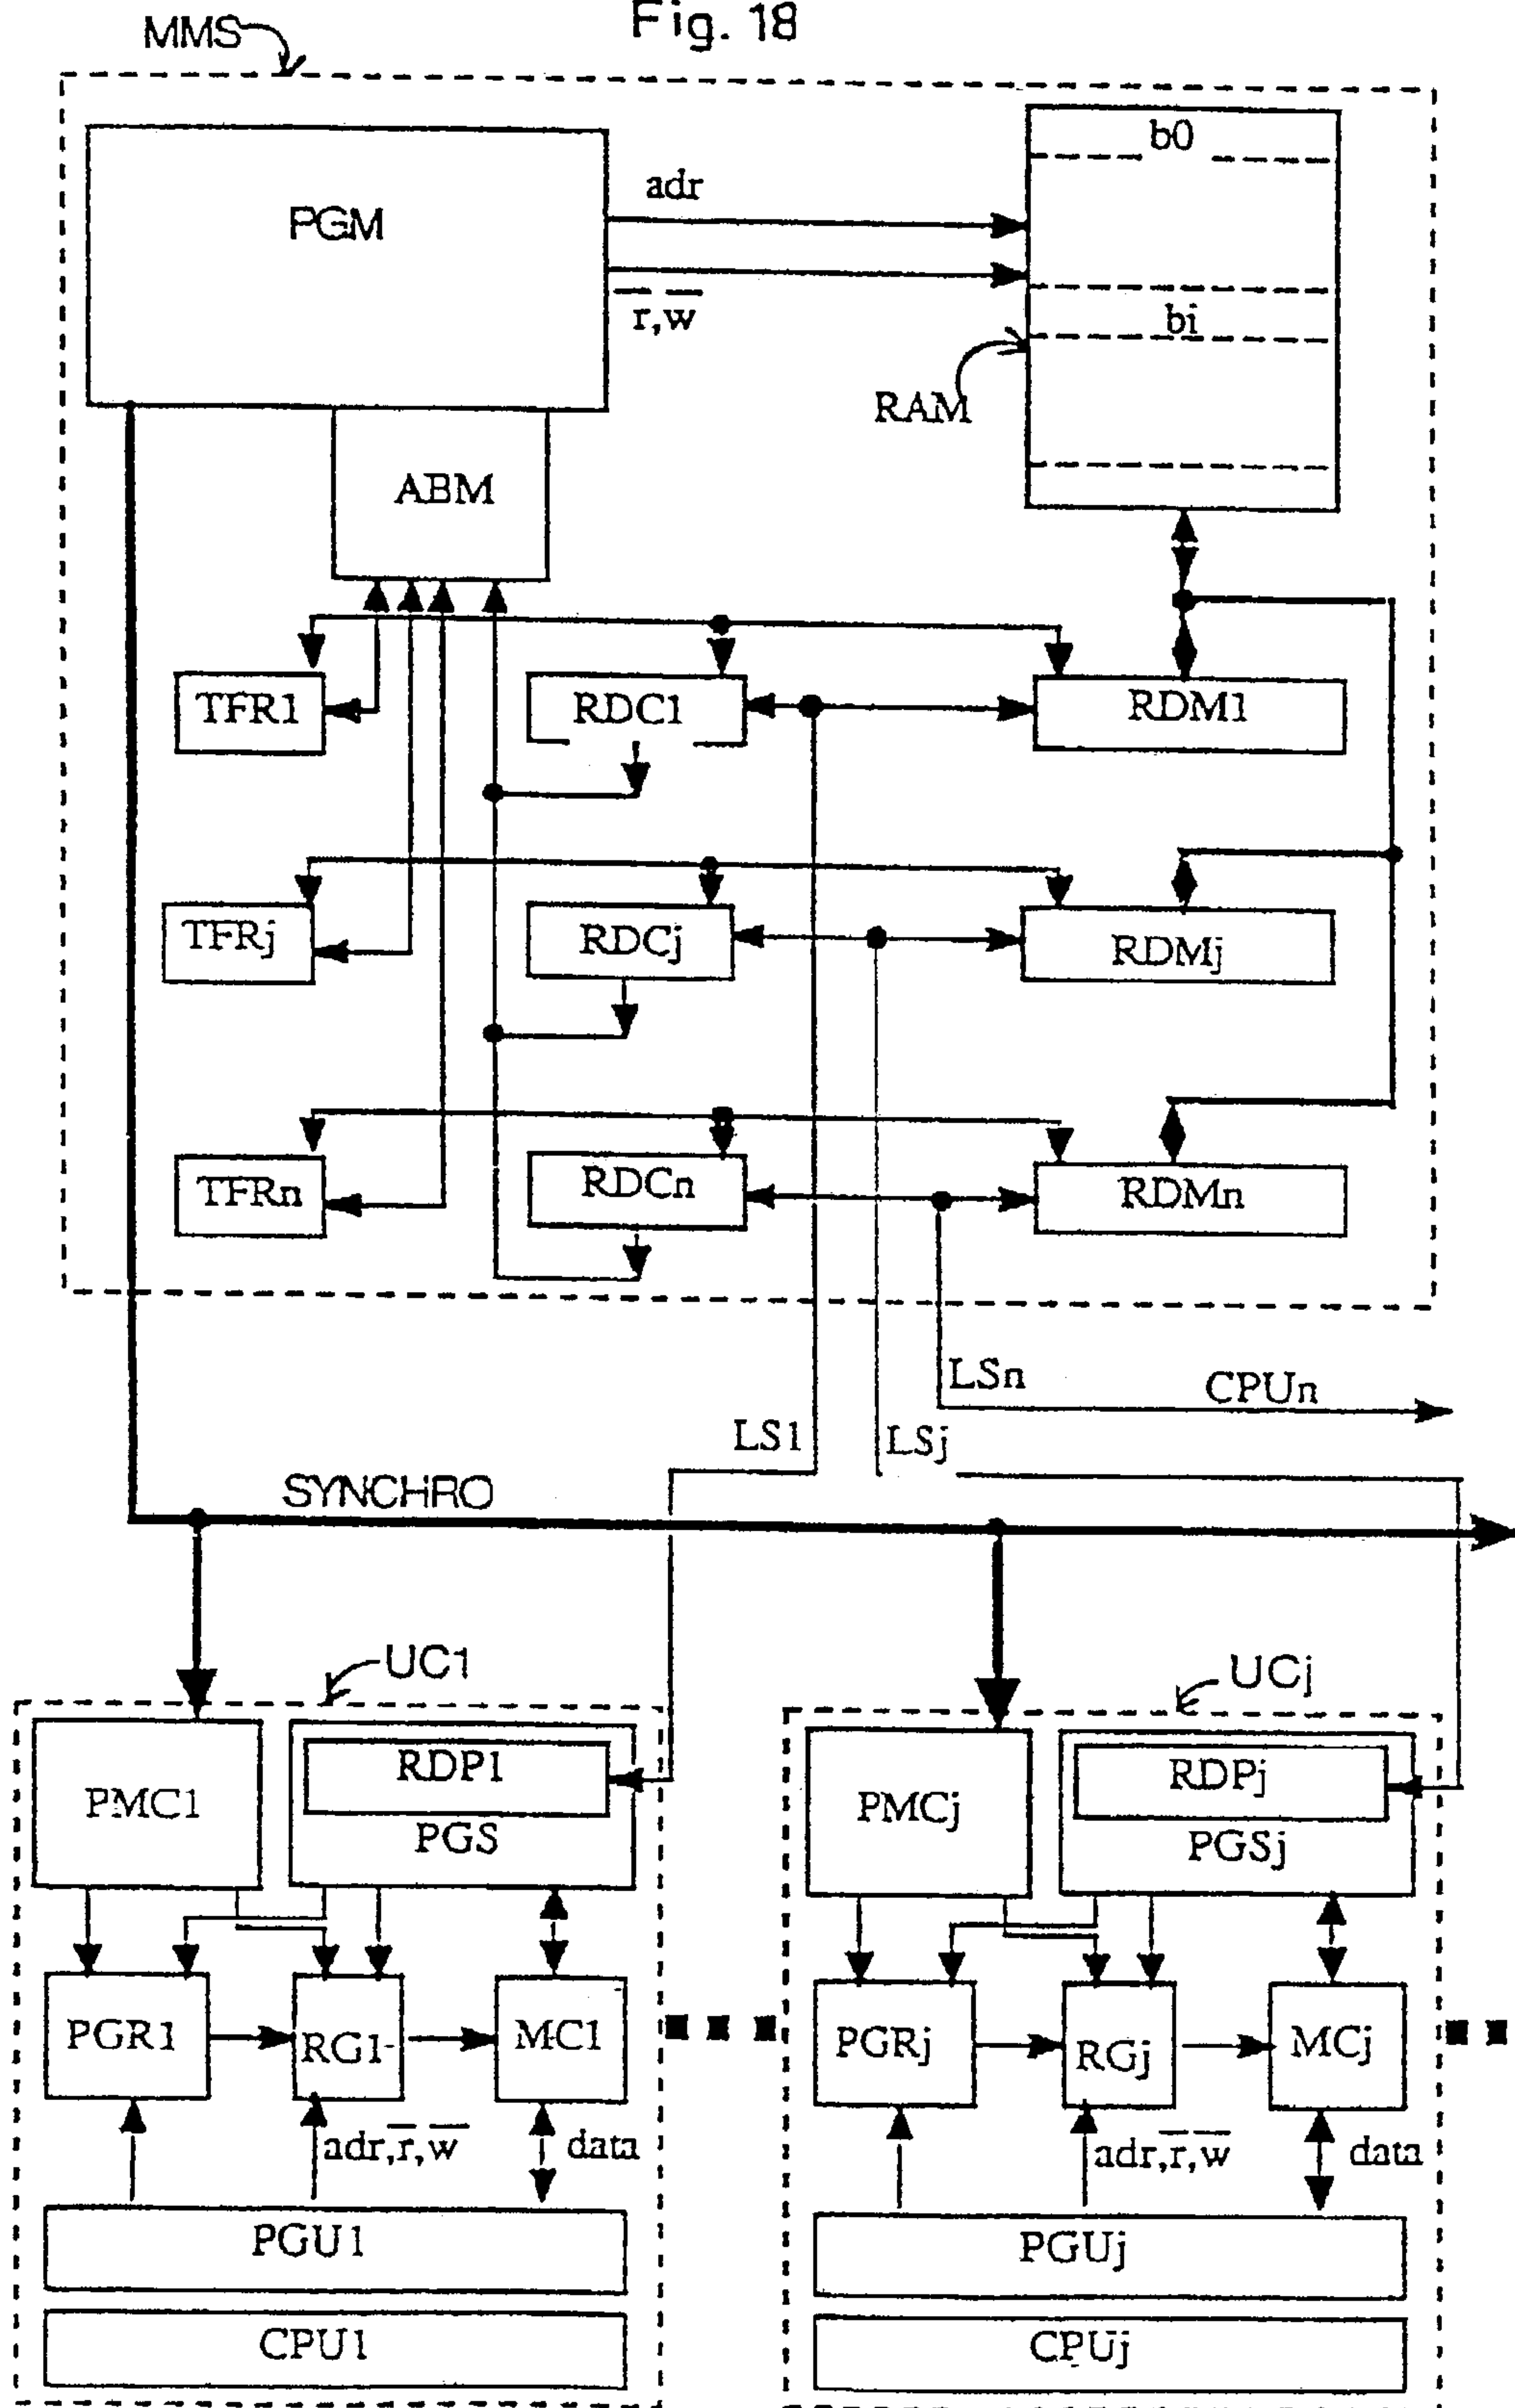 Fig. 18
MMS
b0
adr
PGM
r̅,w̅
bi
RAM
ABM
TFR1
RDC1
RDM1
TFRj
RDCj
RDMj
TFRn
RDCn
RDMn
LSn
CPUn
LS1
LSj
SYNCHRO
UC1
UCj
RDP1
RDPj
PMC1
PMCj
PGS
PGSj
PGR1
RG1
MC1
PGRj
RGj
MCj
adr,r̅,w̅
data
adr,r̅,w̅
data
PGU1
PGUj
CPU1
CPUj